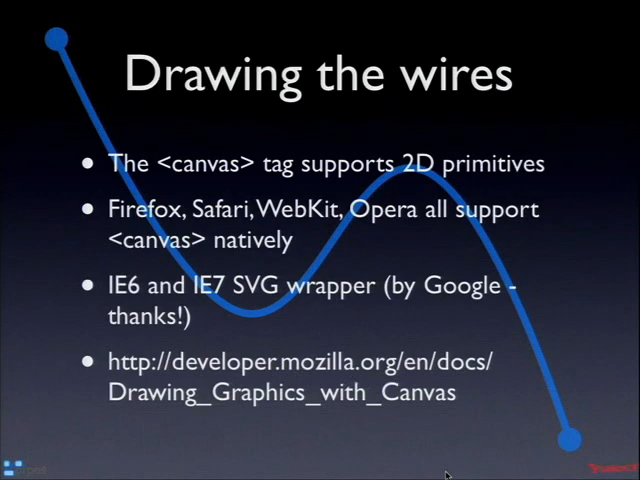 Drawing the wires
• The <canvas> tag supports 2D primitives
• Firefox, Safari, WebKit, Opera all support
<canvas> natively
• IE6 and IE7 SVG wrapper (by Google -
thanks!)
• http://developer.mozilla.org/en/docs/
Drawing_Graphics_with_Canvas
YAHOO!